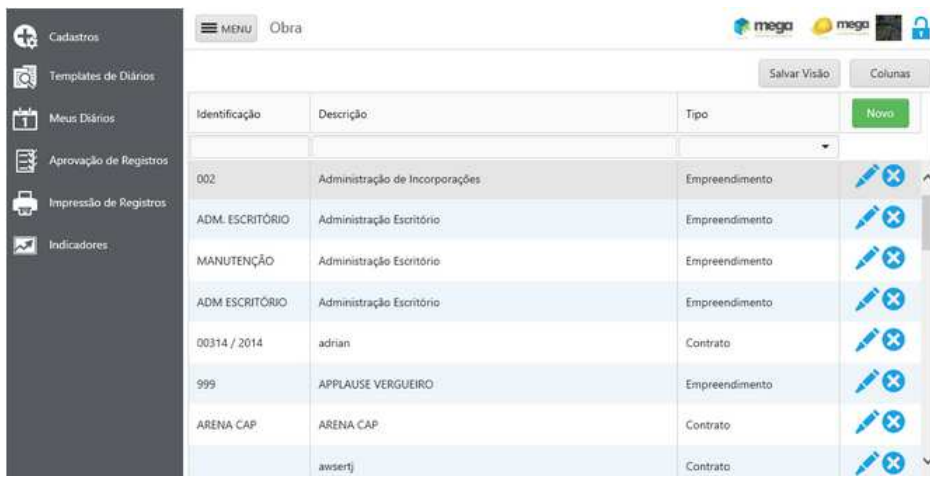 Cadastros
Templates de Diários
Meus Diários
Aprovação de Registros
Impressão de Registros
Indicadores
MENU Obra mega mega
Salvar Visão Colunas
Identificação Descrição Tipo Novo
002 Administração de Incorporações Empreendimento
ADM. ESCRITÓRIO Administração Escritório Empreendimento
MANUTENÇÃO Administração Escritório Empreendimento
ADM ESCRITÓRIO Administração Escritório Empreendimento
00314 / 2014 adrian Contrato
999 APPLAUSE VERGUEIRO Empreendimento
ARENA CAP ARENA CAP Contrato
awsertj Contrato